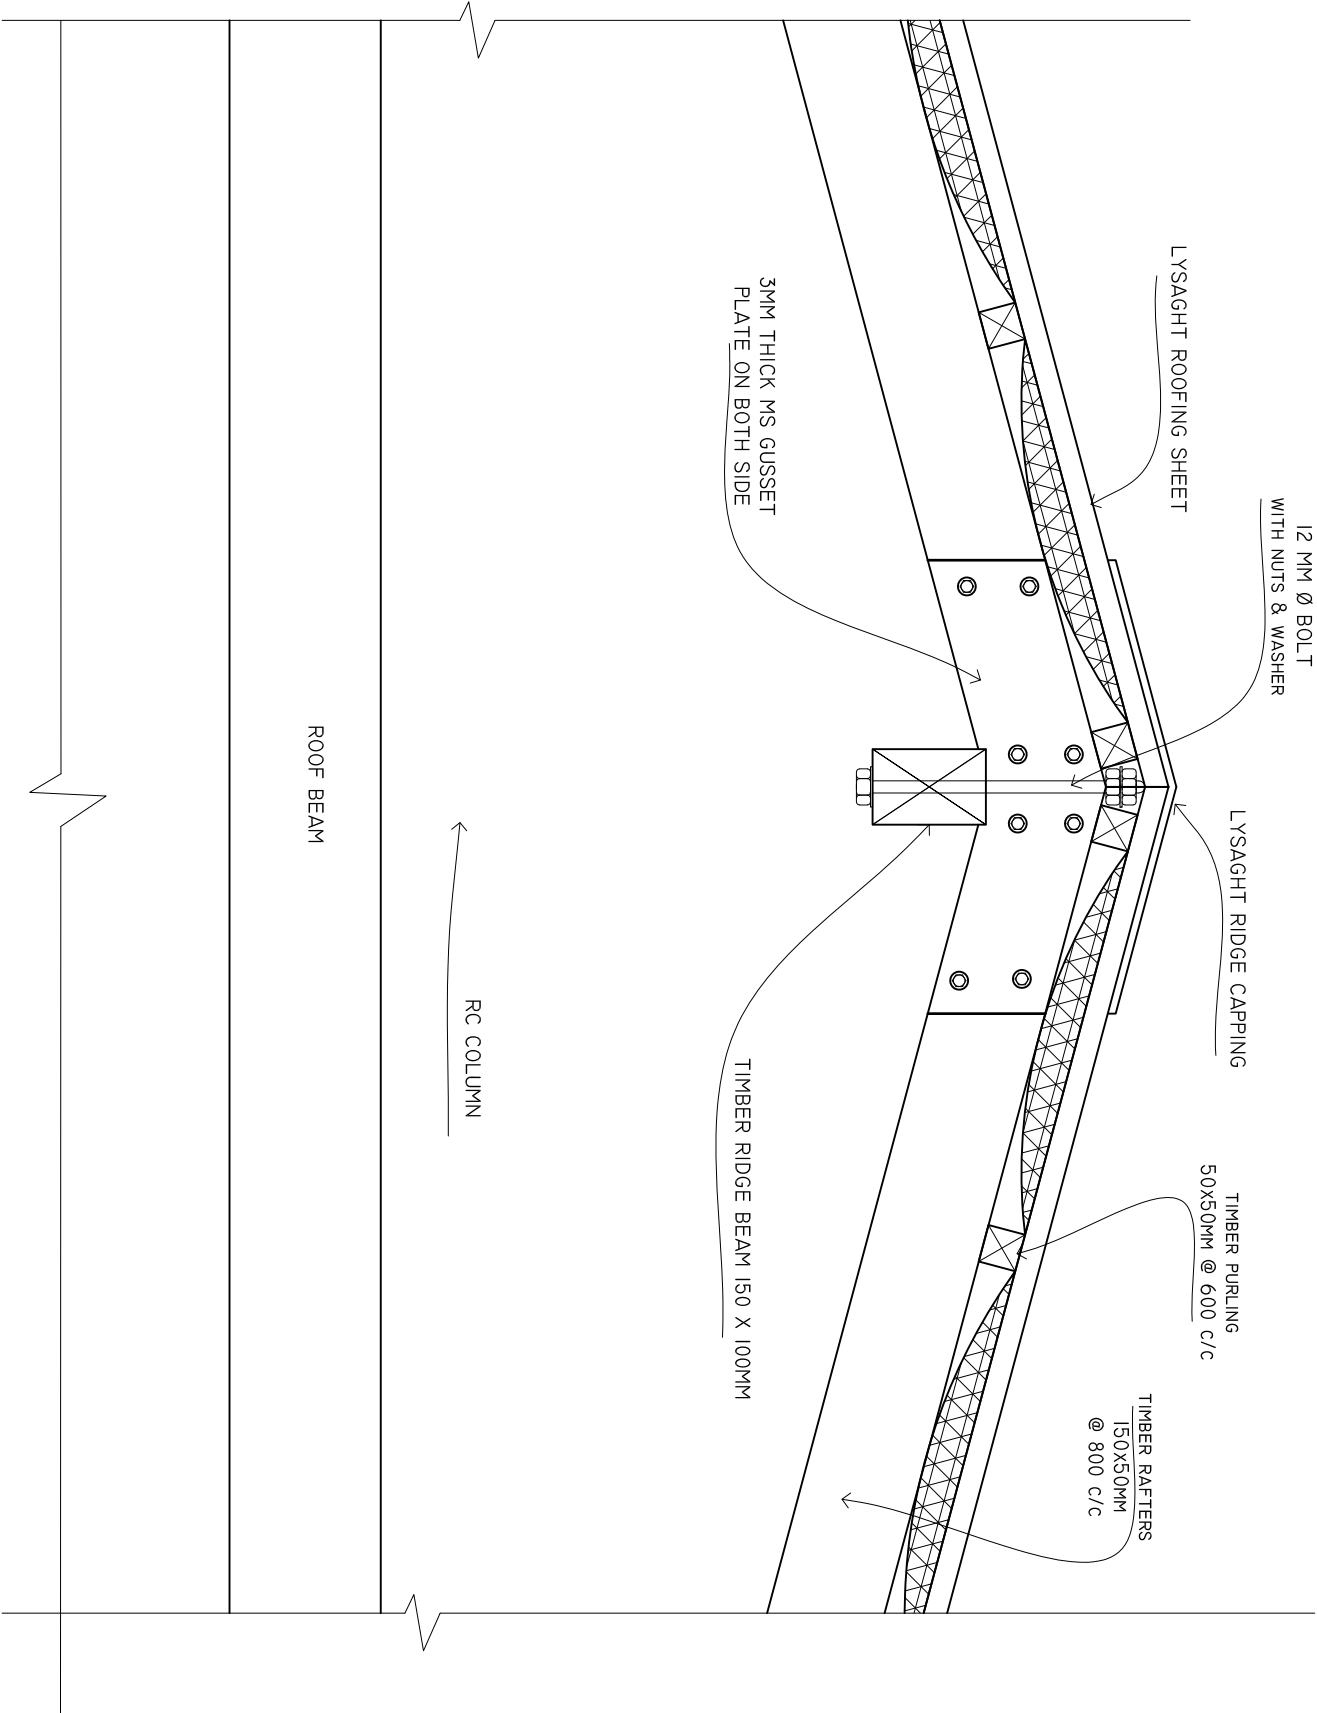 12 MM Ø BOLT
WITH NUTS & WASHER
LYSAGHT ROOFING SHEET
LYSAGHT RIDGE CAPPING
TIMBER PURLING
50x50MM @ 600 C/C
TIMBER RAFTERS
150x50MM
@ 800 C/C
3MM THICK MS GUSSET
PLATE ON BOTH SIDE
TIMBER RIDGE BEAM 150 X 100MM
RC COLUMN
ROOF BEAM